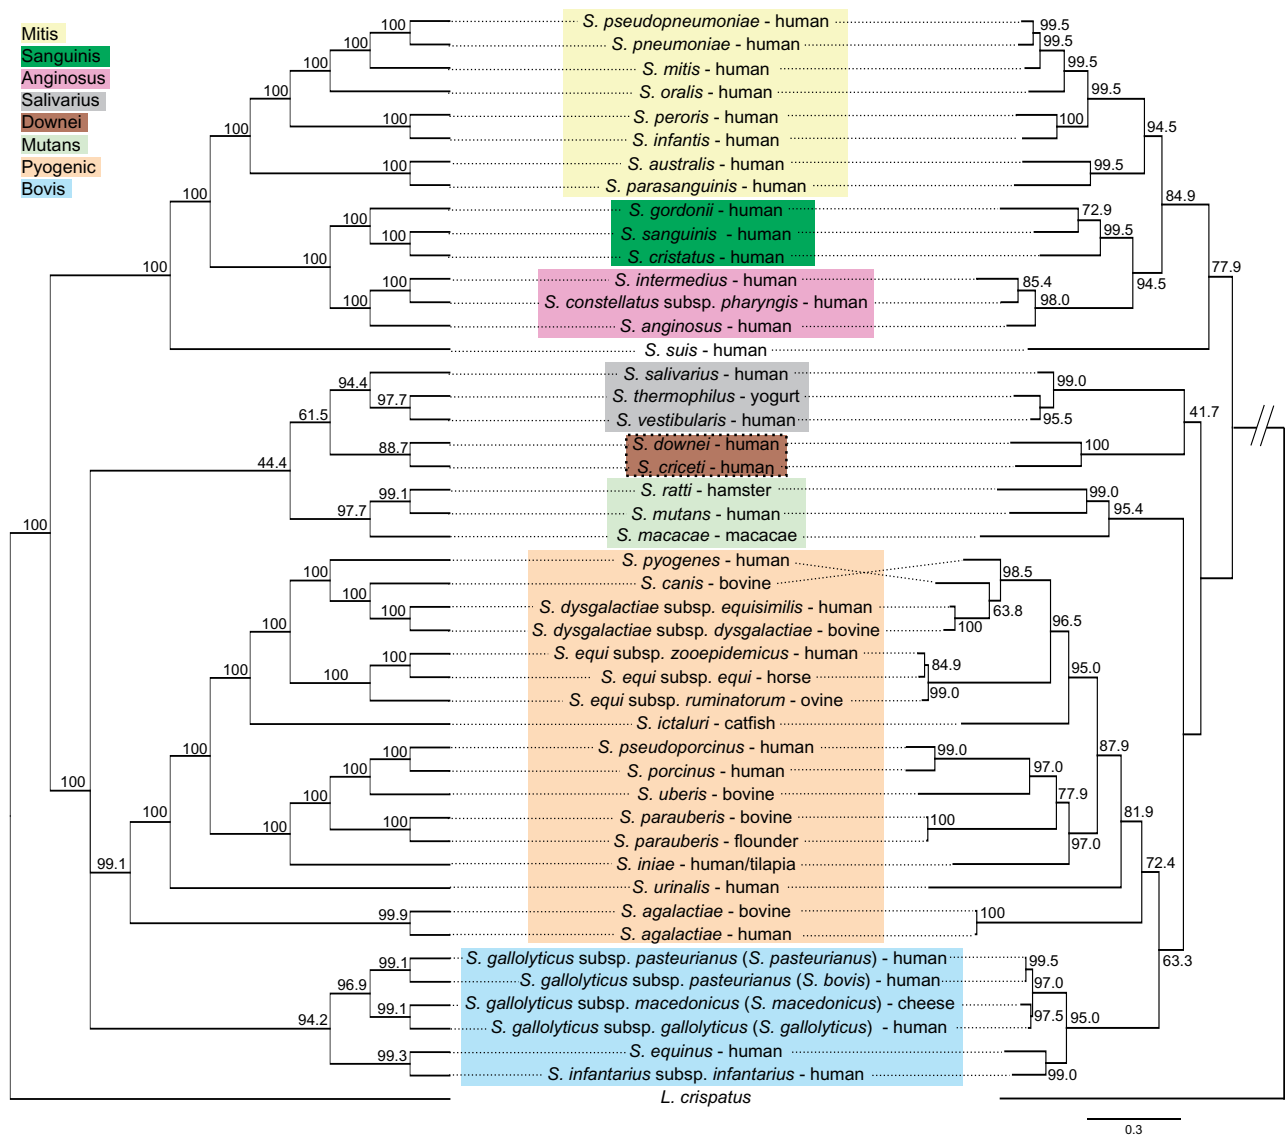 Mitis
Sanguinis
Anginosus
Salivarius
Downei
Mutans
Pyogenic
Bovis
100 S. pseudopneumoniae - human 99.5
100 S. pneumoniae - human 99.5
100 S. mitis - human 99.5
100 S. oralis - human 99.5
100 100 S. peroris - human 100 94.5
S. infantis - human
100 S. australis - human 99.5
S. parasanguinis - human 84.9
100 S. gordonii - human 72.9
100 S. sanguinis - human 99.5
100 S. cristatus - human 77.9
100 S. intermedius - human 85.4 94.5
100 S. constellatus subsp. pharyngis - human 98.0
S. anginosus - human
S. suis - human
94.4 S. salivarius - human 99.0
97.7 S. thermophilus - yogurt
61.5 S. vestibularis - human 95.5 41.7
88.7 S. downei - human 100
44.4 S. criceti - human
99.1 S. ratti - hamster 99.0
97.7 S. mutans - human 95.4
100 S. macacae - macacae
100 S. pyogenes - human 98.5
100 S. canis - bovine
100 S. dysgalactiae subsp. equisimilis - human 63.8
100 S. dysgalactiae subsp. dysgalactiae - bovine 100 96.5
100 S. equi subsp. zooepidemicus - human 84.9
100 100 S. equi subsp. equi - horse 95.0
S. equi subsp. ruminatorum - ovine 99.0
S. ictaluri - catfish
100 100 S. pseudoporcinus - human 99.0 87.9
100 S. porcinus - human 97.0
100 100 S. uberis - bovine 77.9
100 100 100 S. parauberis - bovine 100 81.9
S. parauberis - flounder 97.0
99.1 S. iniae - human/tilapia 72.4
S. urinalis - human
99.9 S. agalactiae - bovine 100
S. agalactiae - human
99.1 S. gallolyticus subsp. pasteurianus (S. pasteurianus) - human 99.5 63.3
96.9 S. gallolyticus subsp. pasteurianus (S. bovis) - human 97.0
99.1 S. gallolyticus subsp. macedonicus (S. macedonicus) - cheese 97.5
94.2 S. gallolyticus subsp. gallolyticus (S. gallolyticus) - human 95.0
99.3 S. equinus - human
S. infantarius subsp. infantarius - human 99.0
L. crispatus
0.3